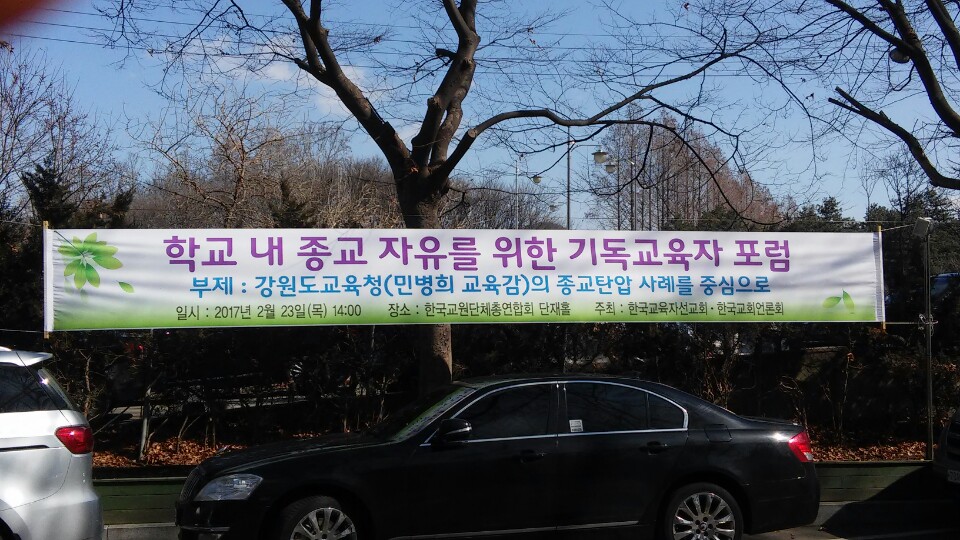 학교 내 종교 자유를 위한 기독교육자 포럼
부제 : 강원도교육청(민병희 교육감)의 종교탄압 사례를 중심으로
일시 : 2017년 2월 23일(목) 14:00 장소 : 한국교원단체총연합회 단재홀 주최 : 한국교육자선교회·한국교회언론회